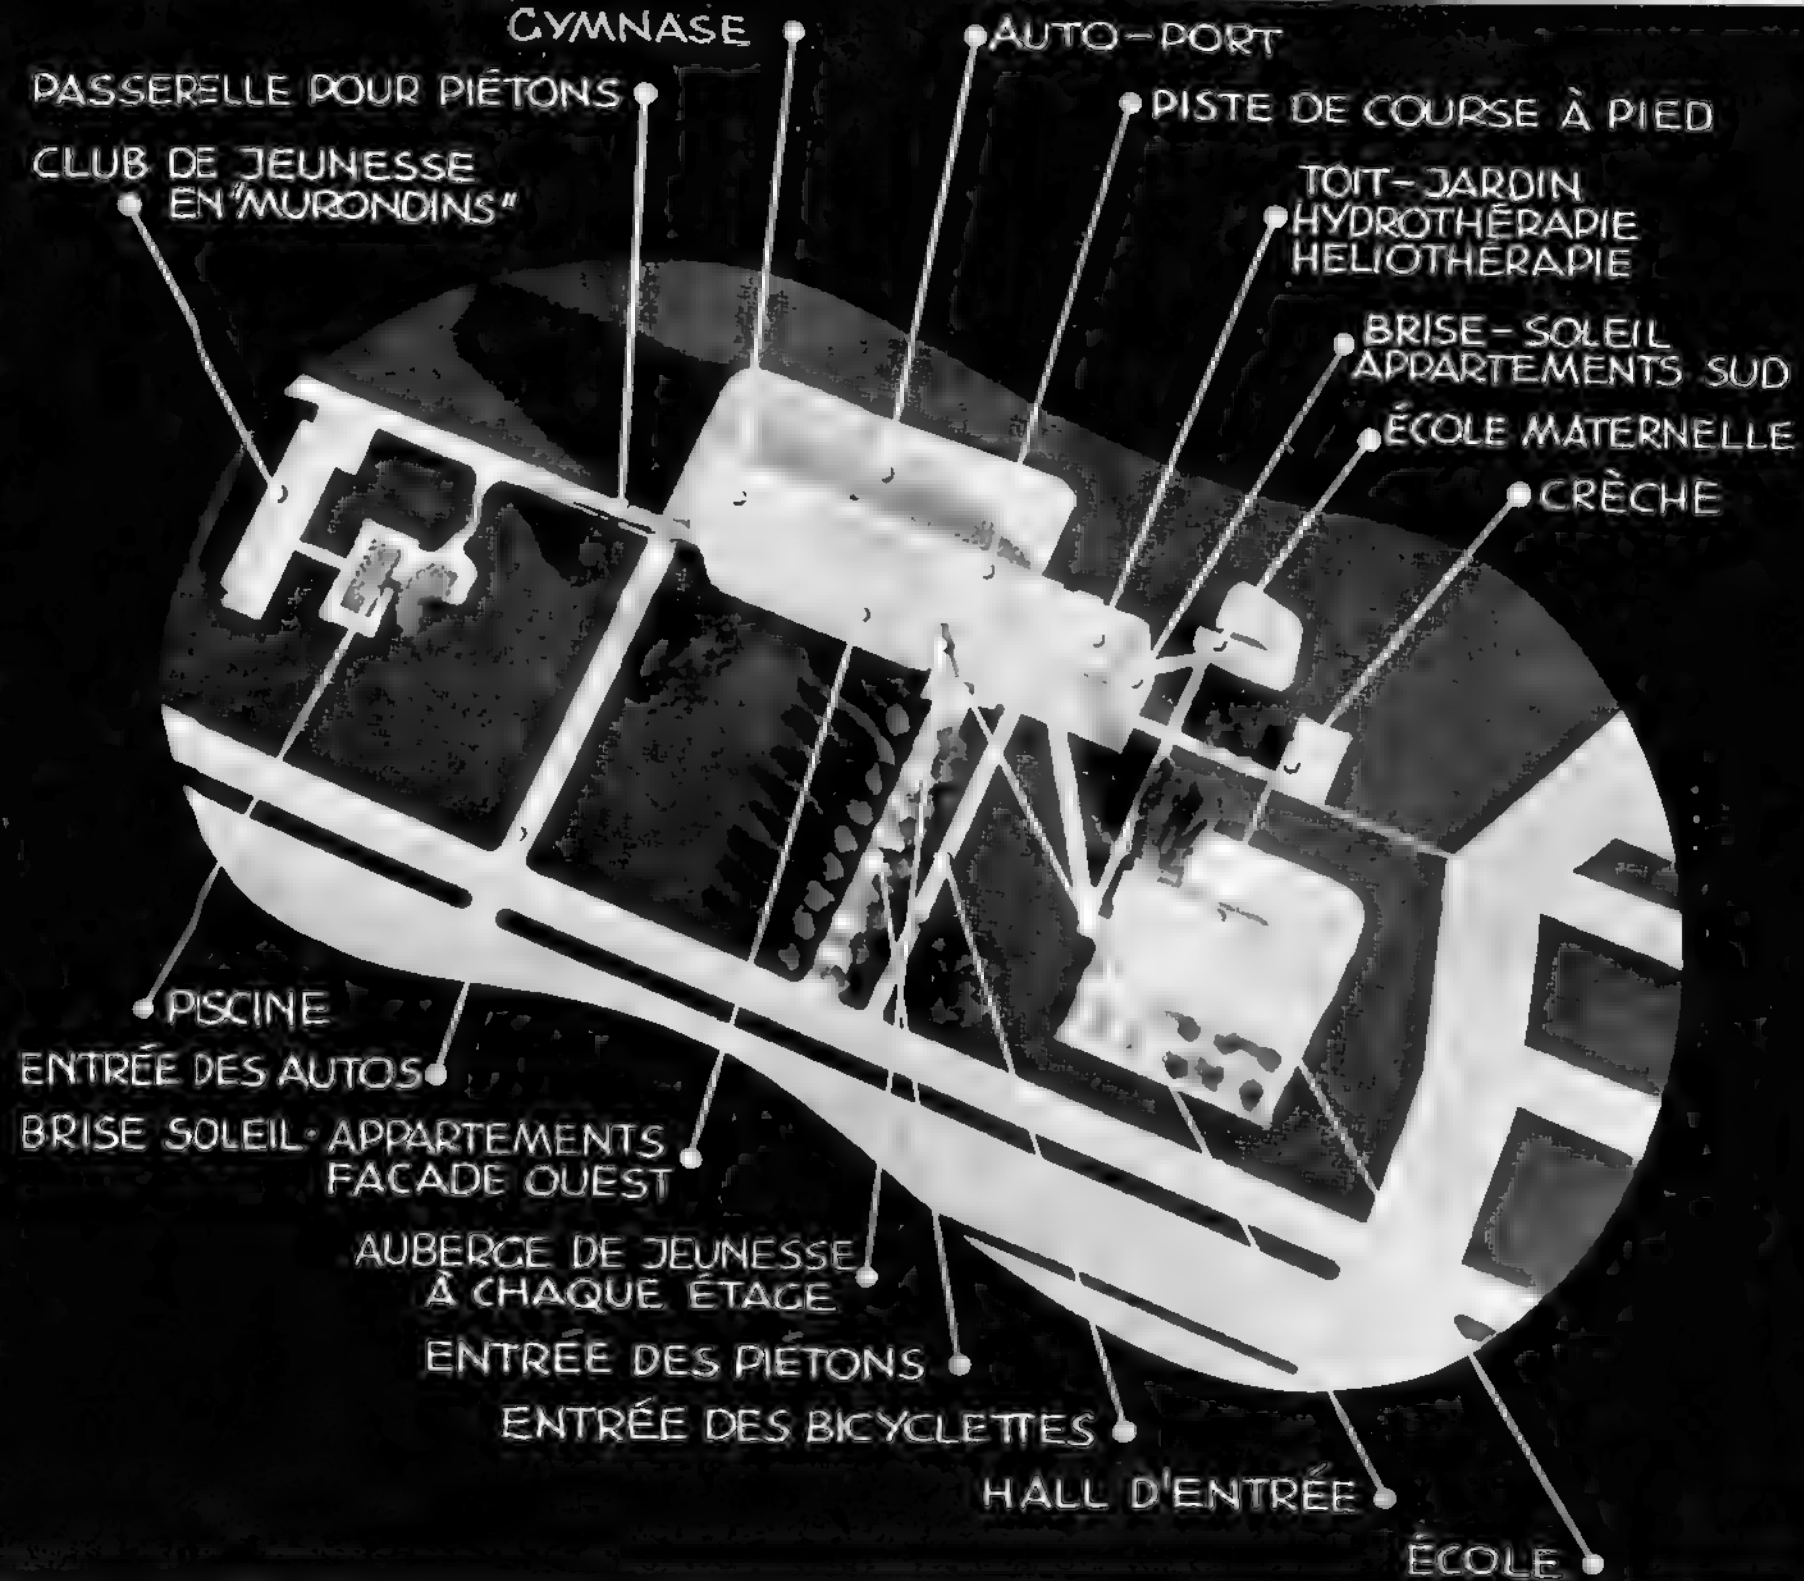 GYMNASE
AUTO-PORT
PASSERELLE POUR PIÉTONS
PISTE DE COURSE À PIED
CLUB DE JEUNESSE
EN "MURONDINS"
TOIT-JARDIN
HYDROTHÉRAPIE
HELIOTHÉRAPIE
BRISE-SOLEIL
APPARTEMENTS SUD
ÉCOLE MATERNELLE
CRÈCHE
PISCINE
ENTRÉE DES AUTOS
BRISE SOLEIL · APPARTEMENTS
FACADE OUEST
AUBERGE DE JEUNESSE
À CHAQUE ÉTAGE
ENTRÉE DES PIÉTONS
ENTRÉE DES BICYCLETTES
HALL D'ENTRÉE
ÉCOLE